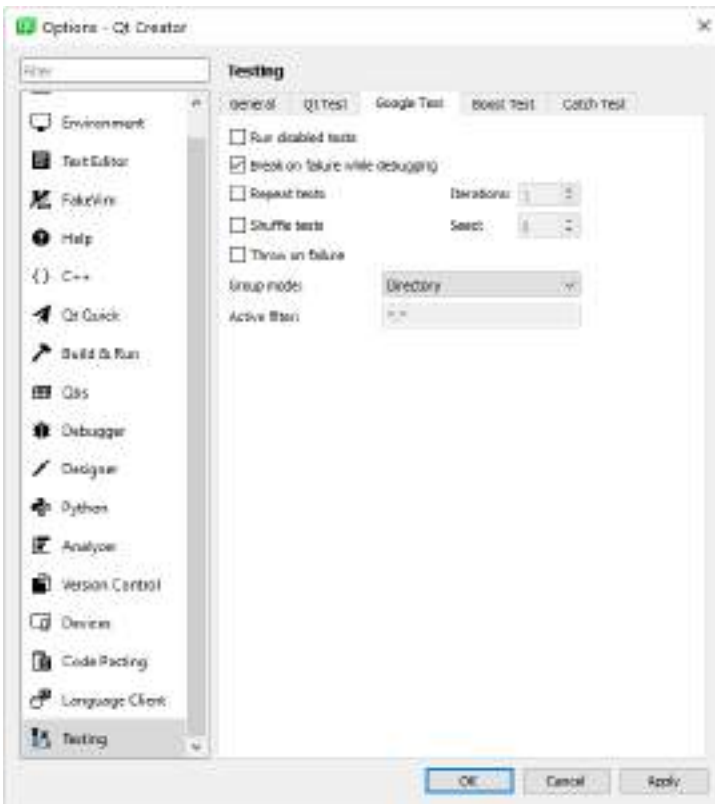 Options - Qt Creator
Filter
Testing
General Qt Test Google Test Boost Test Catch Test
Environment
Text Editor
FakeVim
Help
{} C++
Qt Quick
Build & Run
Qbs
Debugger
Designer
Python
Analyzer
Version Control
Devices
Code Pasting
Language Client
Testing
Run disabled tests
Break on failure while debugging
Repeat tests Iterations: 1
Shuffle tests Seed:
Throw on failure
Group mode: Directory
Active filter: *.*
OK Cancel Apply